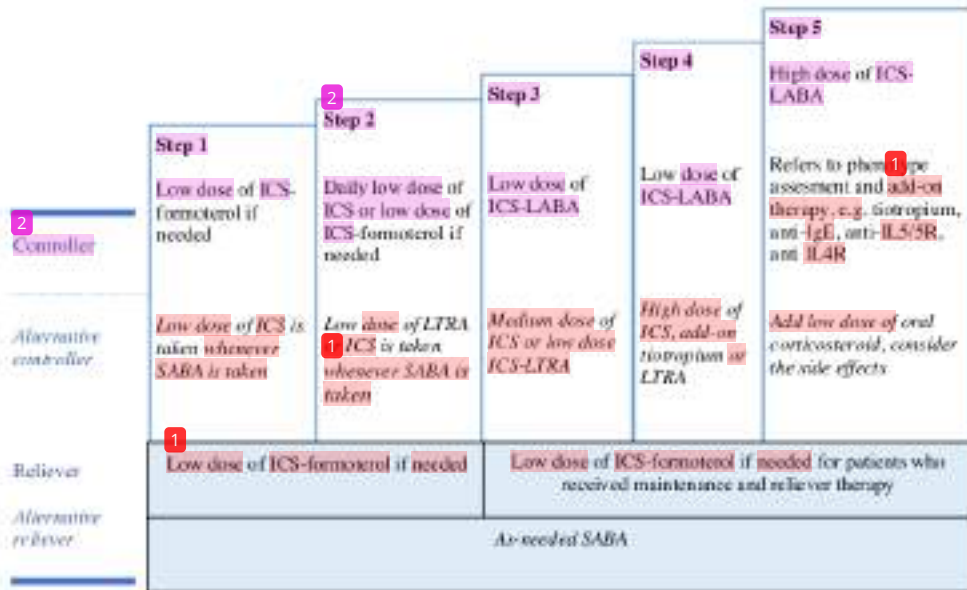 Step 5
High dose of ICS-
LABA
Refers to phenotype
assesment and add-on
therapy, e.g. tiotropium,
anti-IgE, anti-IL5/5R,
anti IL4R
Add low dose of oral
corticosteroid, consider
the side effects
Step 4
Low dose of
ICS-LABA
High dose of
ICS, add-on
tiotropium or
LTRA
Step 3
Low dose of
ICS-LABA
Medium dose of
ICS or low dose
ICS-LTRA
2
Step 2
Daily low dose of
ICS or low dose of
ICS-formoterol if
needed
Low dose of LTRA
ICS is taken
whenever SABA is
taken
Step 1
Low dose of ICS-
formoterol if
needed
Low dose of ICS is
taken whenever
SABA is taken
2
Controller
Alternative
controller
1
1
1
Reliever
Low dose of ICS-formoterol if needed
Low dose of ICS-formoterol if needed for patients who
received maintenance and reliever therapy
Alternative
reliever
As-needed SABA